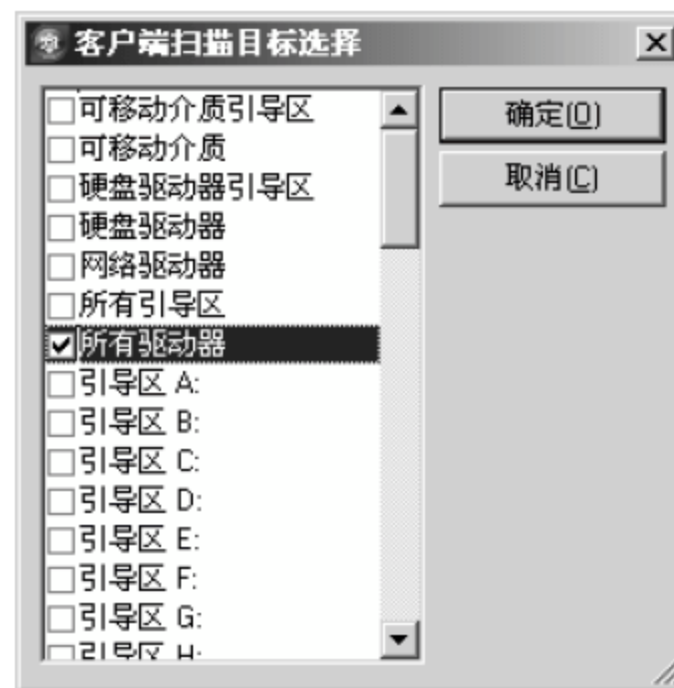 客户端扫描目标选择
可移动介质引导区
可移动介质
硬盘驱动器引导区
硬盘驱动器
网络驱动器
所有引导区
所有驱动器
引导区 A:
引导区 B:
引导区 C:
引导区 D:
引导区 E:
引导区 F:
引导区 G:
引导区 H:
确定(O)
取消(C)